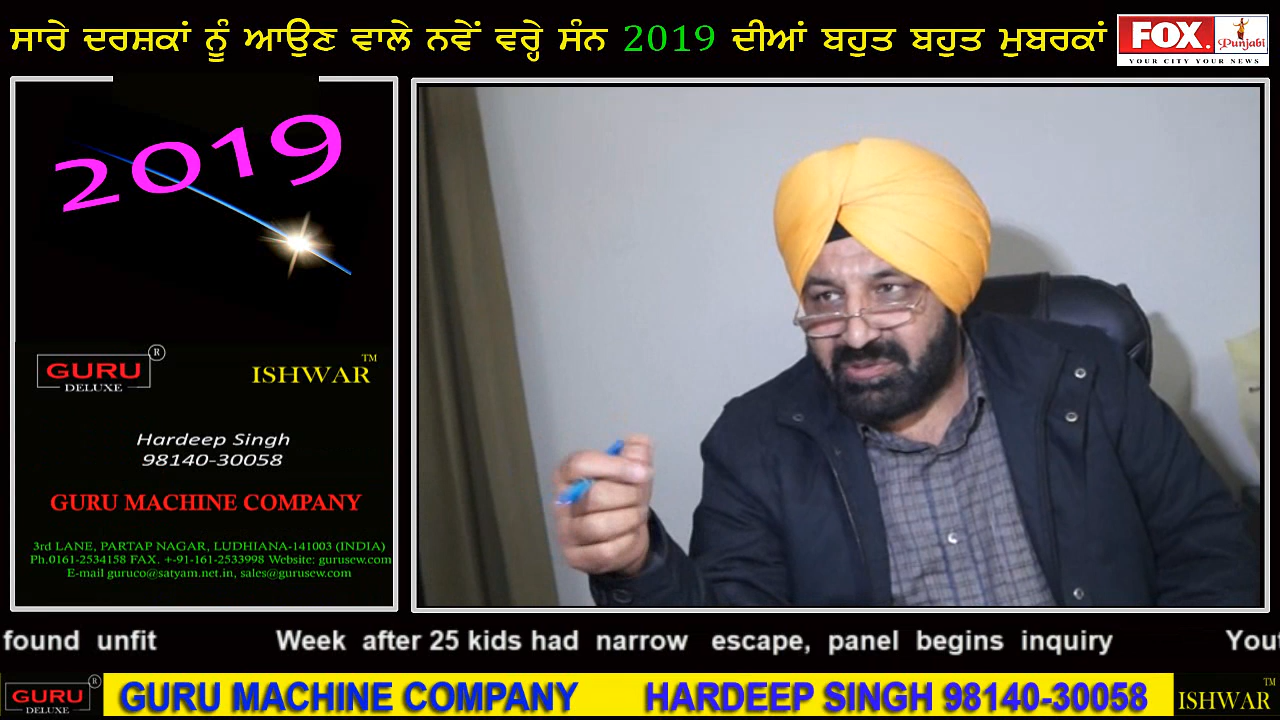 ਸਾਰੇ ਦਰਸ਼ਕਾਂ ਨੂੰ ਆਉਣ ਵਾਲੇ ਨਵੇਂ ਵਰ੍ਹੇ ਸੰਨ 2019 ਦੀਆਂ ਬਹੁਤ ਬਹੁਤ ਮੁਬਰਕਾਂ
FOX. Punjabi
YOUR CITY YOUR NEWS
2019
GURU ®
DELUXE
ISHWAR ™
Hardeep Singh
98140-30058
GURU MACHINE COMPANY
3rd LANE, PARTAP NAGAR, LUDHIANA-141003 (INDIA)
Ph.0161-2534158 FAX. +-91-161-2533998 Website: gurusew.com
E-mail guruco@satyam.net.in, sales@gurusew.com
found unfit Week after 25 kids had narrow escape, panel begins inquiry
GURU ®
DELUXE
GURU MACHINE COMPANY HARDEEP SINGH 98140-30058
ISHWAR ™